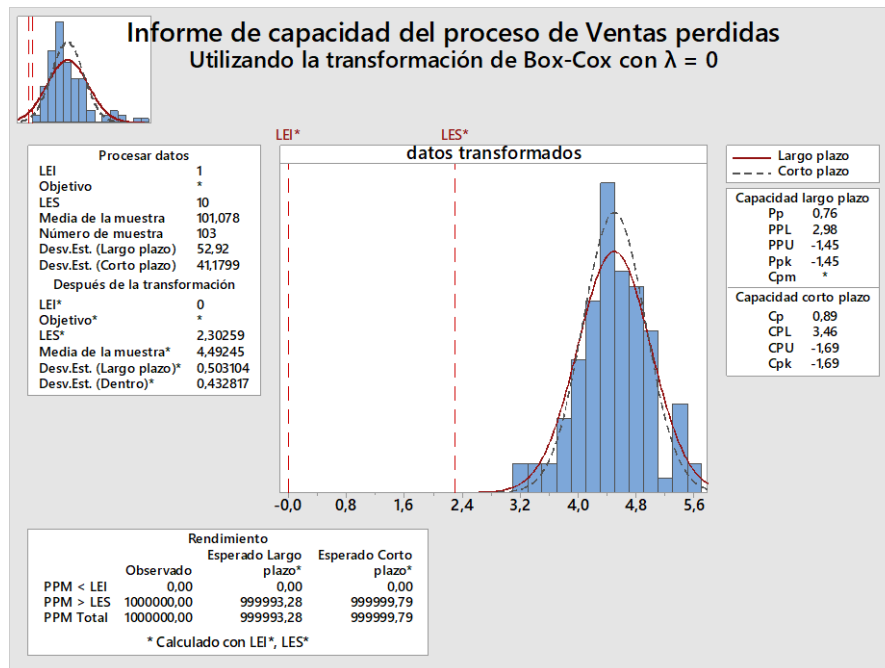 Informe de capacidad del proceso de Ventas perdidas
Utilizando la transformación de Box-Cox con λ = 0
LEI* LES*
datos transformados
Procesar datos
LEI 1
Objetivo *
LES 10
Media de la muestra 101,078
Número de muestra 103
Desv.Est. (Largo plazo) 52,92
Desv.Est. (Corto plazo) 41,1799
Después de la transformación
LEI* 0
Objetivo* *
LES* 2,30259
Media de la muestra* 4,49245
Desv.Est. (Largo plazo)* 0,503104
Desv.Est. (Dentro)* 0,432817
Largo plazo
Corto plazo
Capacidad largo plazo
Pp 0,76
PPL 2,98
PPU -1,45
Ppk -1,45
Cpm *
Capacidad corto plazo
Cp 0,89
CPL 3,46
CPU -1,69
Cpk -1,69
-0,0 0,8 1,6 2,4 3,2 4,0 4,8 5,6
Rendimiento
Esperado Largo Esperado Corto
Observado plazo* plazo*
PPM < LEI 0,00 0,00 0,00
PPM > LES 1000000,00 999993,28 999999,79
PPM Total 1000000,00 999993,28 999999,79
* Calculado con LEI*, LES*